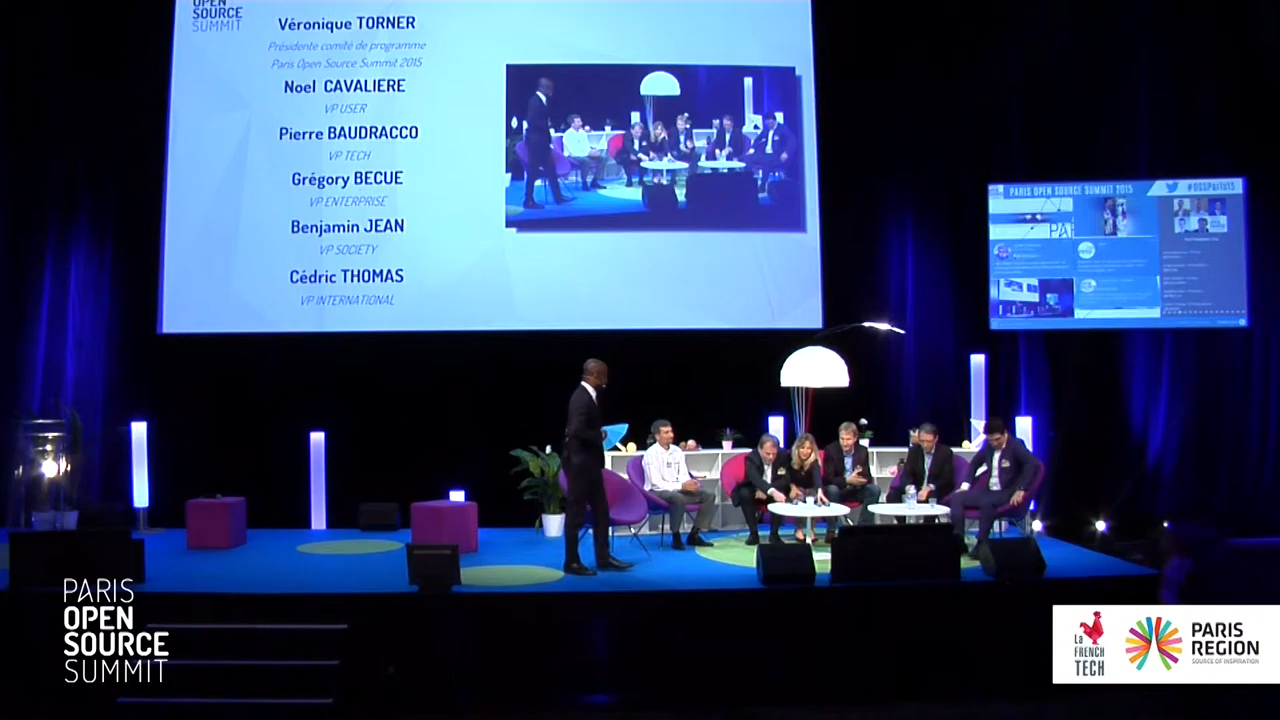 OPEN
SOURCE
SUMMIT
Véronique TORNER
Présidente comité de programme
Paris Open Source Summit 2015
Noel CAVALIERE
VP USER
Pierre BAUDRACCO
VP TECH
Grégory BECUE
VP ENTERPRISE
Benjamin JEAN
VP SOCIETY
Cédric THOMAS
VP INTERNATIONAL
PARIS OPEN SOURCE SUMMIT 2015
#OSSParis15
PARIS
OPEN
SOURCE
SUMMIT
La
FRENCH
TECH
PARIS
REGION
SOURCE OF INSPIRATION